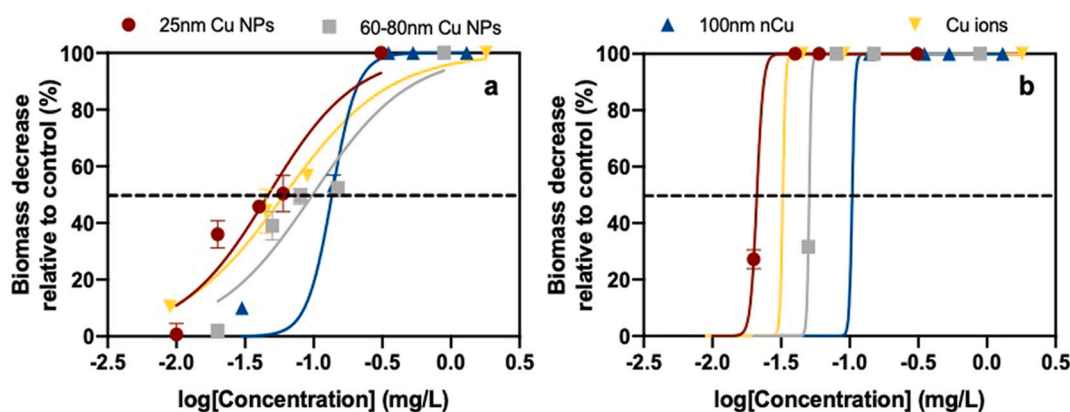 25nm Cu NPs
60-80nm Cu NPs
100nm nCu
Cu ions
Biomass decrease
relative to control (%)
100
80
60
40
20
0
a
-2.5 -2.0 -1.5 -1.0 -0.5 0.0 0.5
log[Concentration] (mg/L)
Biomass decrease
relative to control (%)
100
80
60
40
20
0
b
-2.5 -2.0 -1.5 -1.0 -0.5 0.0 0.5
log[Concentration] (mg/L)